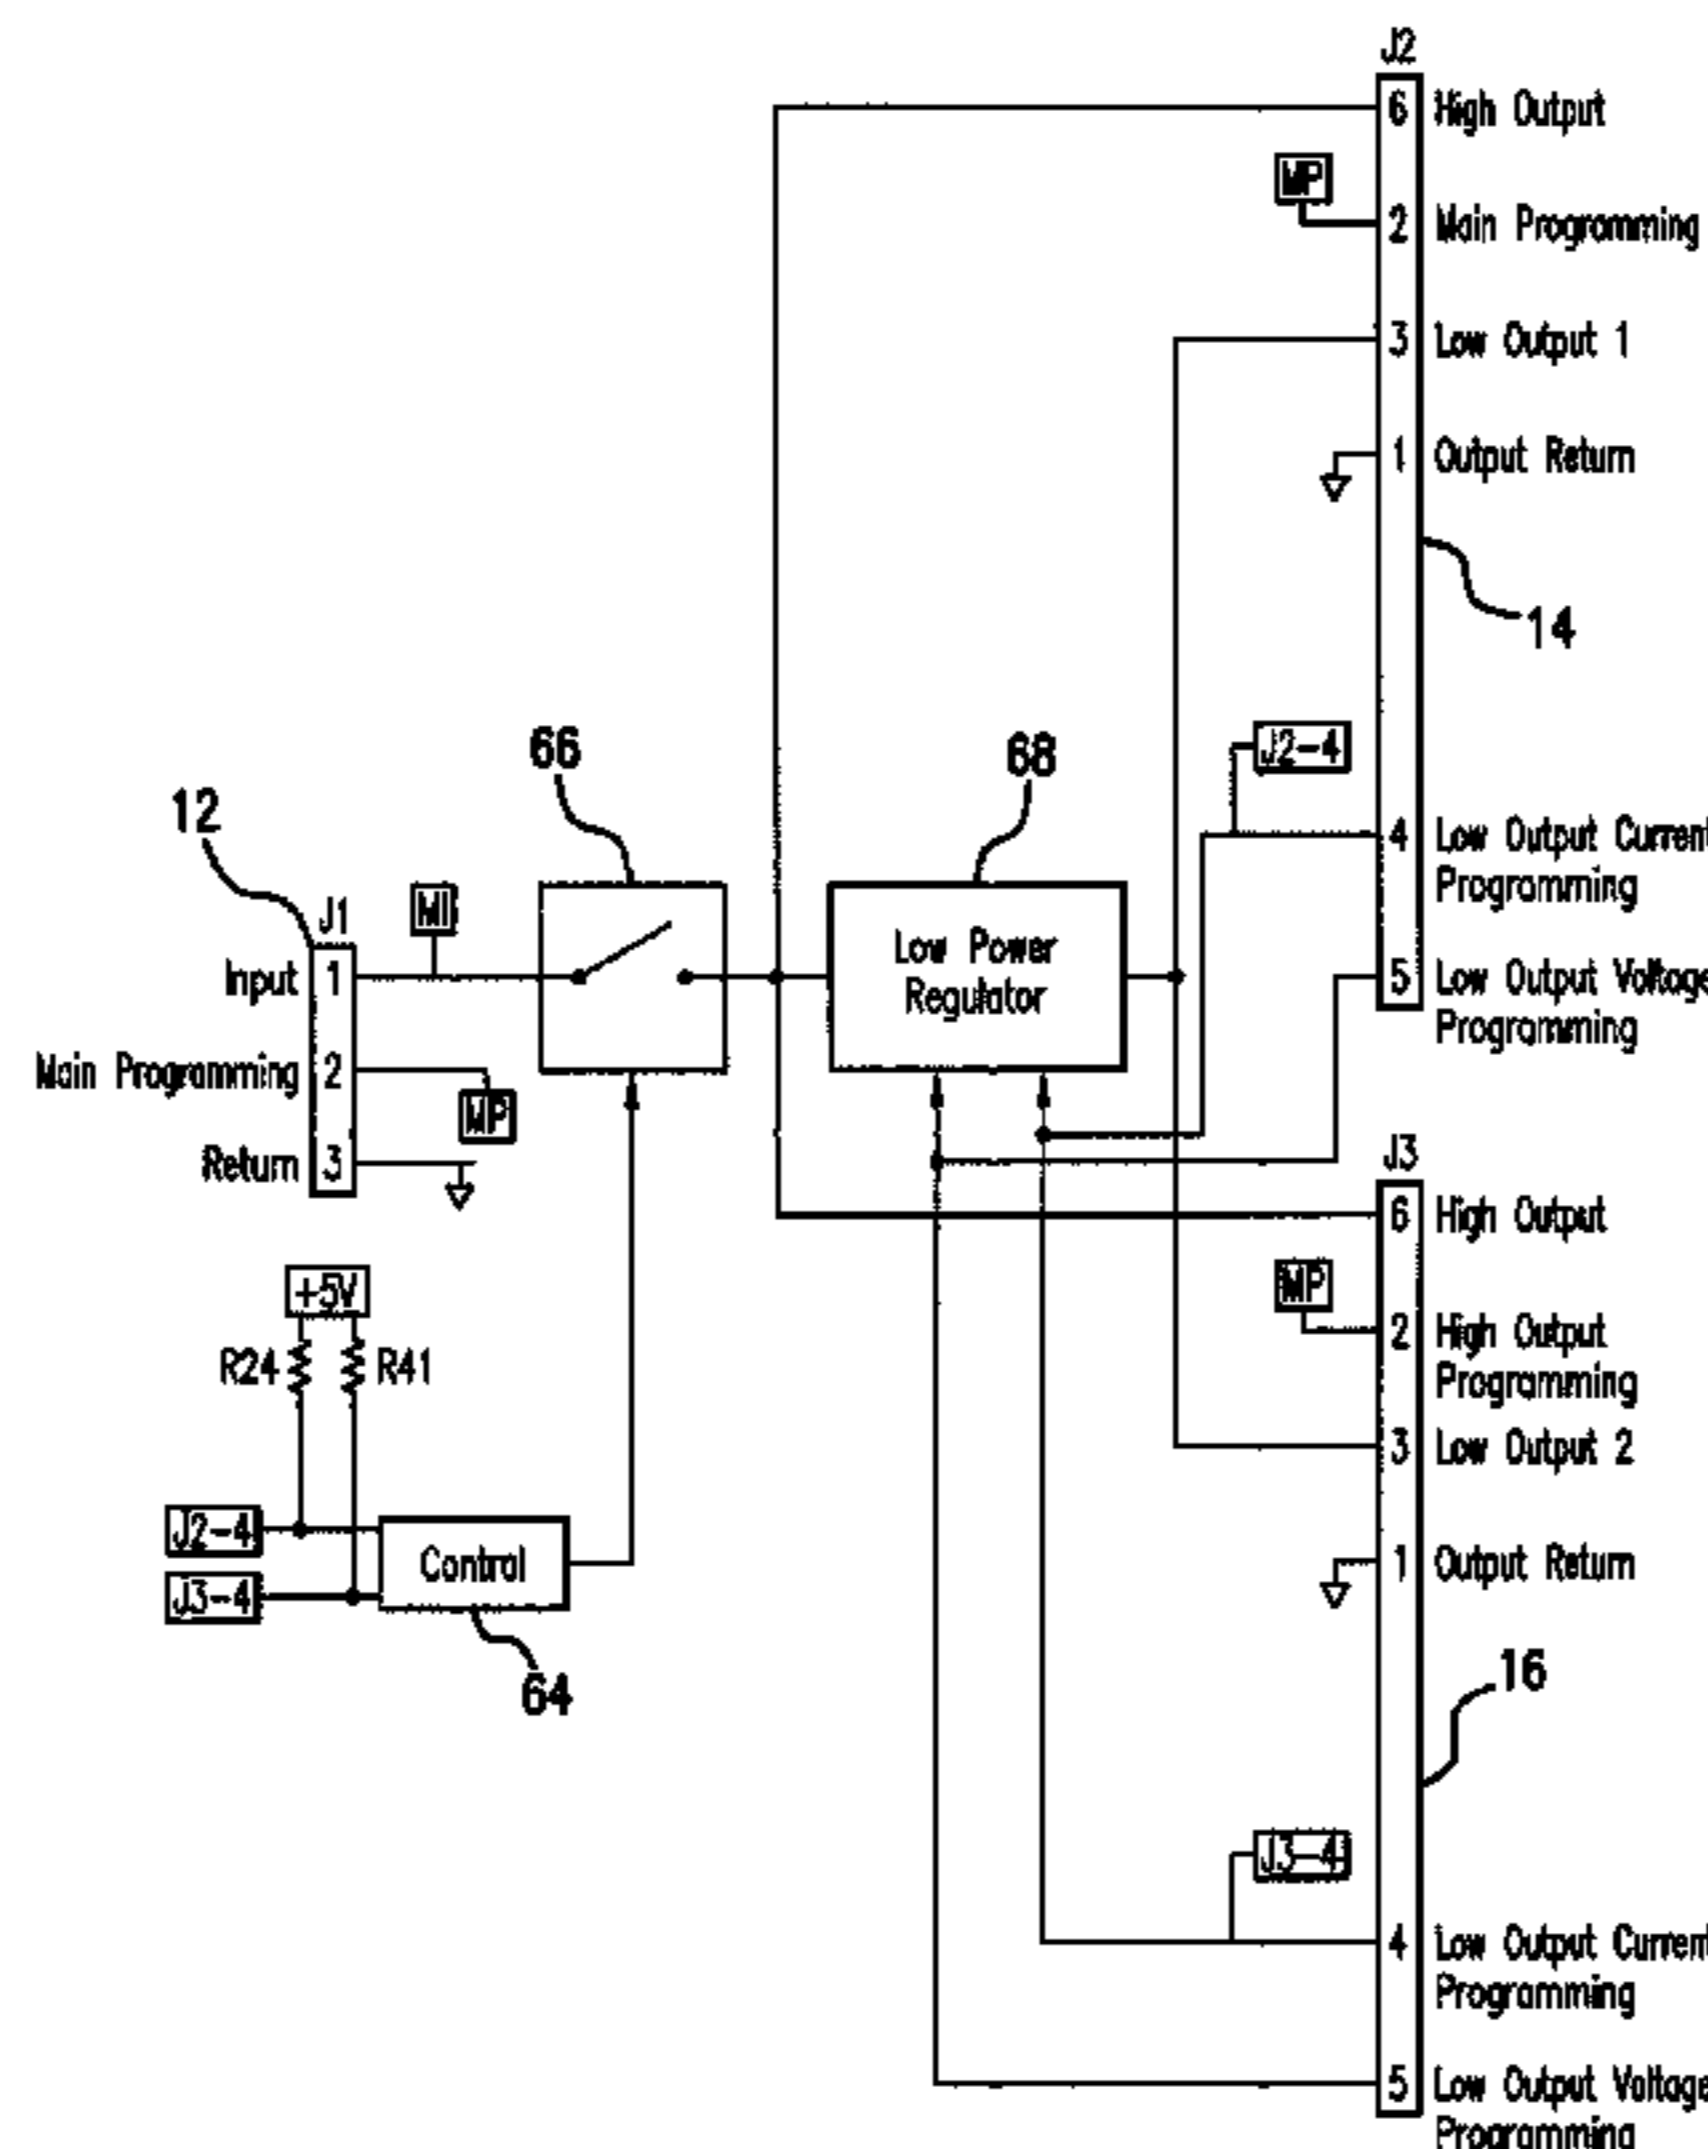 J2
6 High Output
MP
2 Main Programming
3 Low Output 1
1 Output Return
14
J2-4
4 Low Output Current
Programming
5 Low Output Voltage
Programming
66
68
12
J1
MI
Input 1
Main Programming 2
MP
Return 3
Low Power
Regulator
J3
6 High Output
MP
2 High Output
Programming
3 Low Output 2
1 Output Return
16
J3-4
4 Low Output Current
Programming
5 Low Output Voltage
Programming
+5V
R24
R41
J2-4
J3-4
Control
64